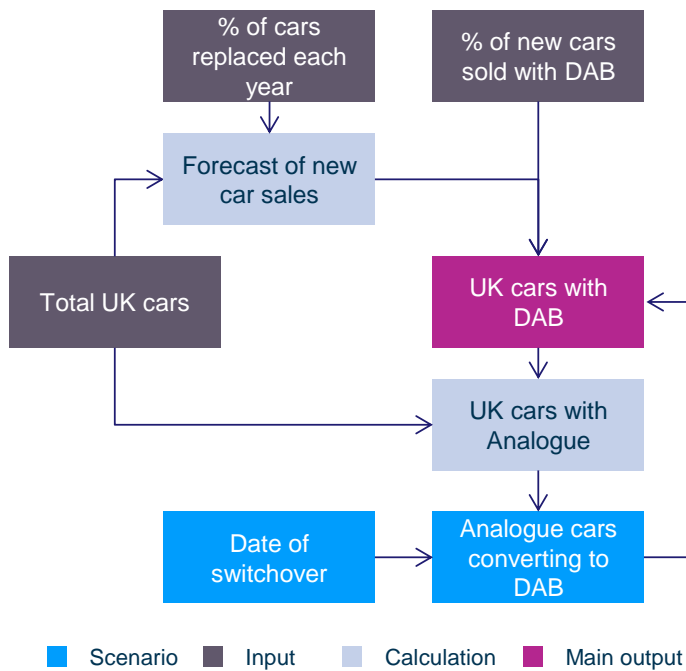 % of cars
replaced each
year
% of new cars
sold with DAB
Forecast of new
car sales
Total UK cars
UK cars with
DAB
UK cars with
Analogue
Date of
switchover
Analogue cars
converting to
DAB
Scenario
Input
Calculation
Main output